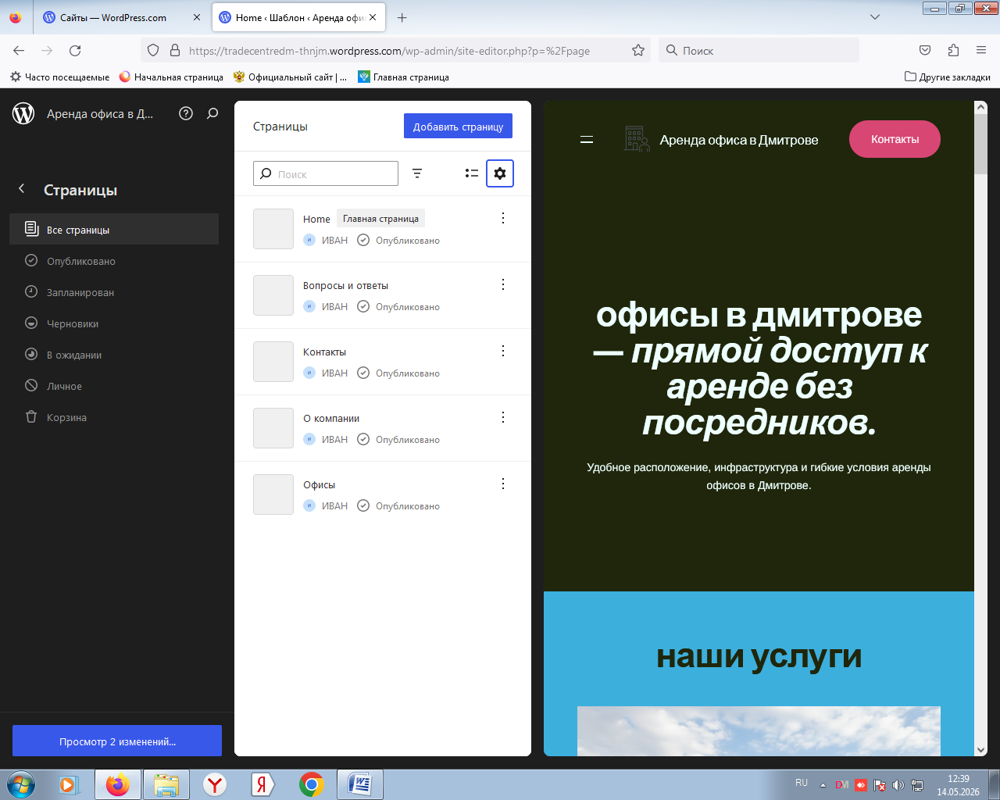 Сайты — WordPress.com
Home ‹ Шаблон ‹ Аренда офи
https://tradecentredm-thnjm.wordpress.com/wp-admin/site-editor.php?p=%2Fpage
Поиск
Часто посещаемые
Начальная страница
Официальный сайт | ...
Главная страница
Другие закладки
Аренда офиса в Д...
Страницы
Все страницы
Опубликовано
Запланирован
Черновики
В ожидании
Личное
Корзина
Просмотр 2 изменений...
Страницы
Добавить страницу
Поиск
Home
Главная страница
И ИВАН Опубликовано
Вопросы и ответы
И ИВАН Опубликовано
Контакты
И ИВАН Опубликовано
О компании
И ИВАН Опубликовано
Офисы
И ИВАН Опубликовано
Аренда офиса в Дмитрове
Контакты
офисы в дмитрове
— прямой доступ к
аренде без
посредников.
Удобное расположение, инфраструктура и гибкие условия аренды
офисов в Дмитрове.
наши услуги
RU
DM
12:39
14.05.2026